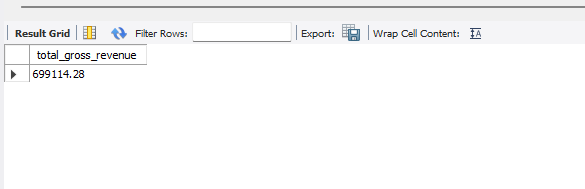 Result Grid Filter Rows: Export: Wrap Cell Content:
total_gross_revenue
699114.28